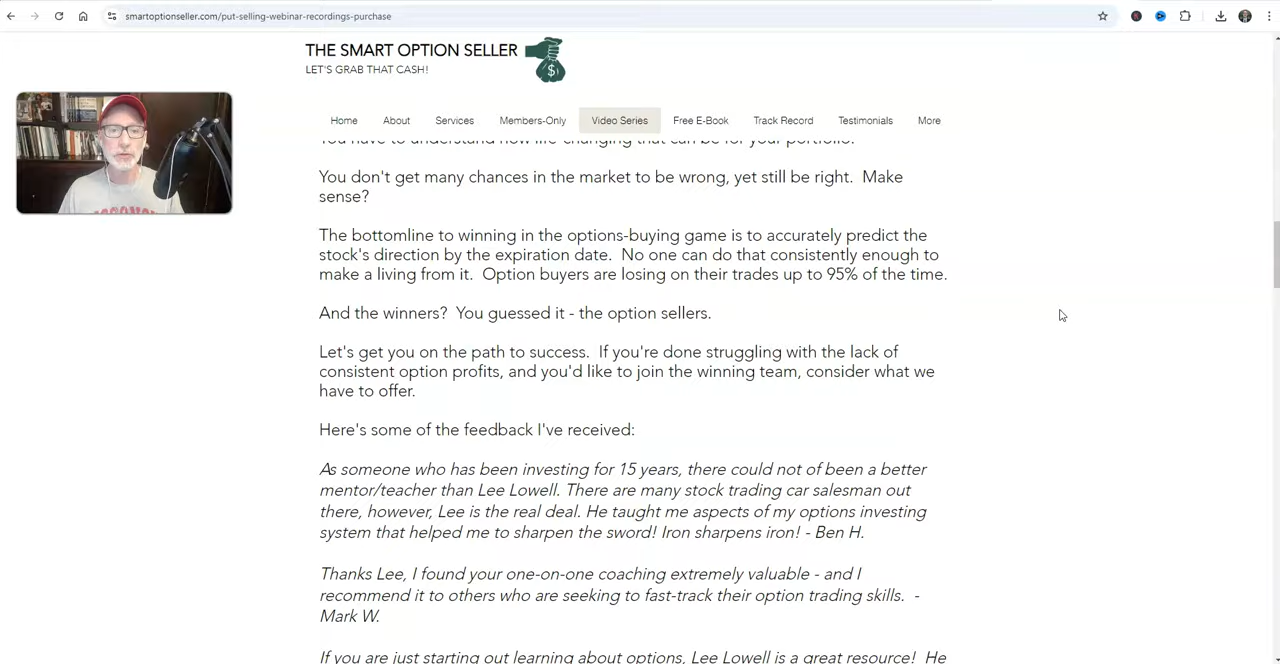 smartoptionseller.com/put-selling-webinar-recordings-purchase
THE SMART OPTION SELLER
LET'S GRAB THAT CASH!
$
Home About Services Members-Only Video Series Free E-Book Track Record Testimonials More
You have to understand how life-changing that can be for your portfolio.
You don't get many chances in the market to be wrong, yet still be right. Make
sense?
The bottomline to winning in the options-buying game is to accurately predict the
stock's direction by the expiration date. No one can do that consistently enough to
make a living from it. Option buyers are losing on their trades up to 95% of the time.
And the winners? You guessed it - the option sellers.
Let's get you on the path to success. If you're done struggling with the lack of
consistent option profits, and you'd like to join the winning team, consider what we
have to offer.
Here's some of the feedback I've received:
As someone who has been investing for 15 years, there could not of been a better
mentor/teacher than Lee Lowell. There are many stock trading car salesman out
there, however, Lee is the real deal. He taught me aspects of my options investing
system that helped me to sharpen the sword! Iron sharpens iron! - Ben H.
Thanks Lee, I found your one-on-one coaching extremely valuable - and I
recommend it to others who are seeking to fast-track their option trading skills. -
Mark W.
If you are just starting out learning about options, Lee Lowell is a great resource! He